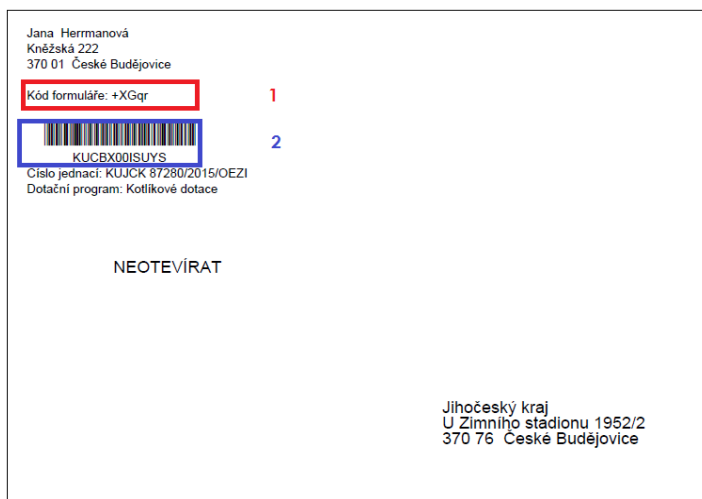 Jana Herrmanová
Kněžská 222
370 01 České Budějovice
Kód formuláře: +XGqr
1
2
KUCBX00ISUYS
Číslo jednací: KUJCK 87280/2015/OEZI
Dotační program: Kotlíkové dotace
NEOTEVÍRAT
Jihočeský kraj
U Zimního stadionu 1952/2
370 76 České Budějovice